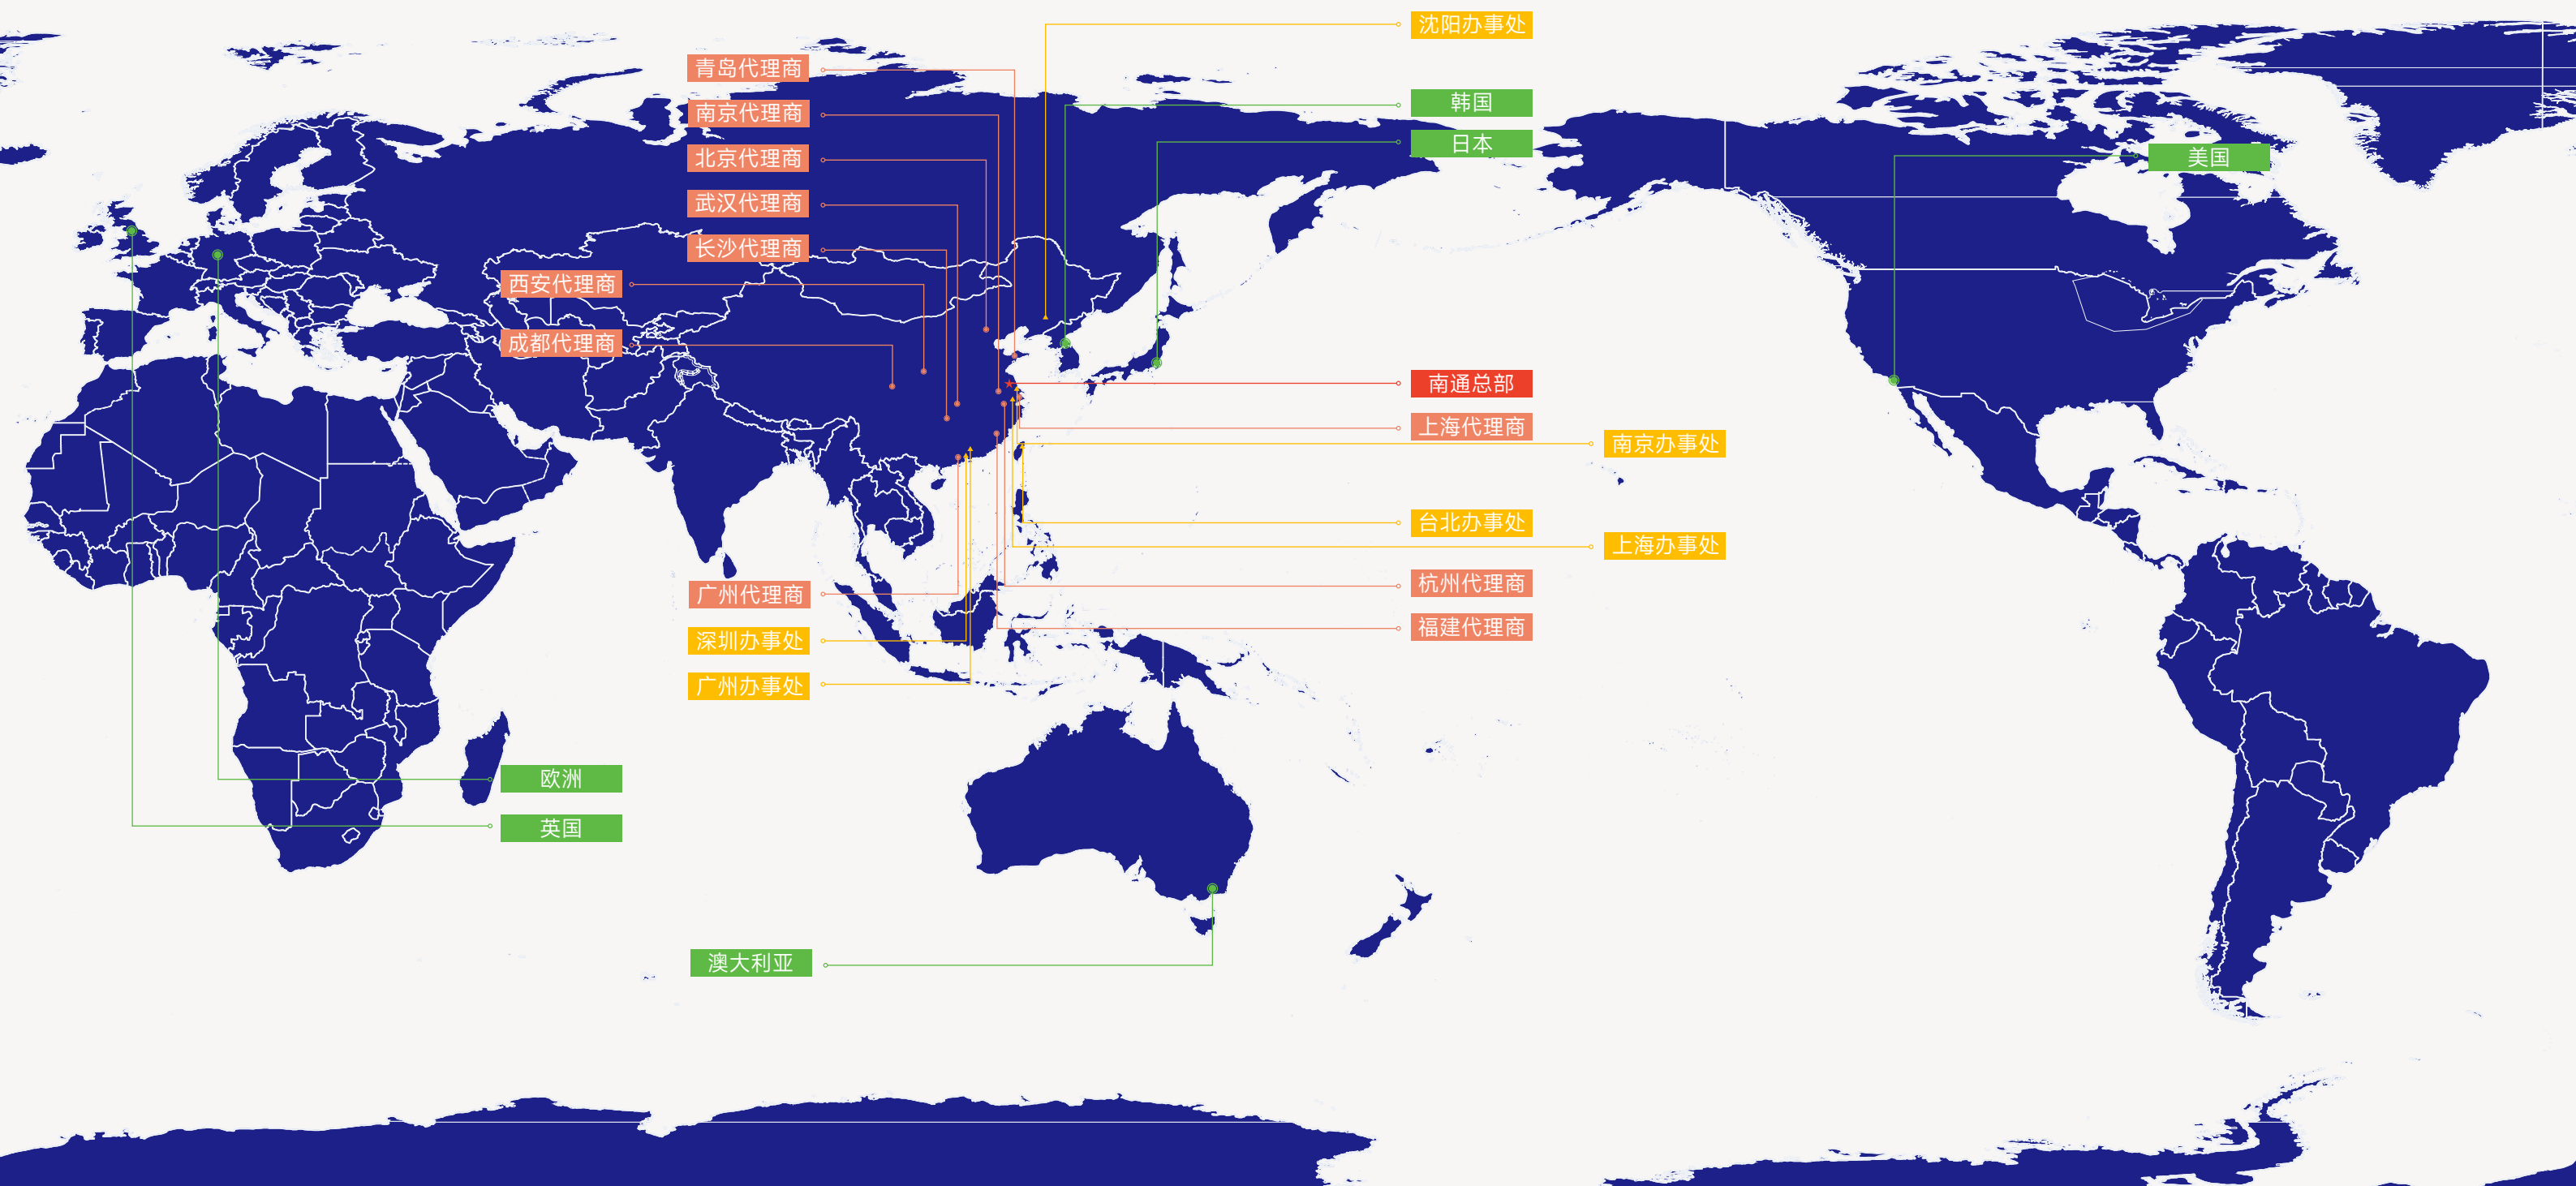 沈阳办事处
青岛代理商
韩国
南京代理商
日本
北京代理商
美国
武汉代理商
长沙代理商
西安代理商
成都代理商
南通总部
上海代理商
南京办事处
台北办事处
上海办事处
杭州代理商
广州代理商
福建代理商
深圳办事处
广州办事处
欧洲
英国
澳大利亚